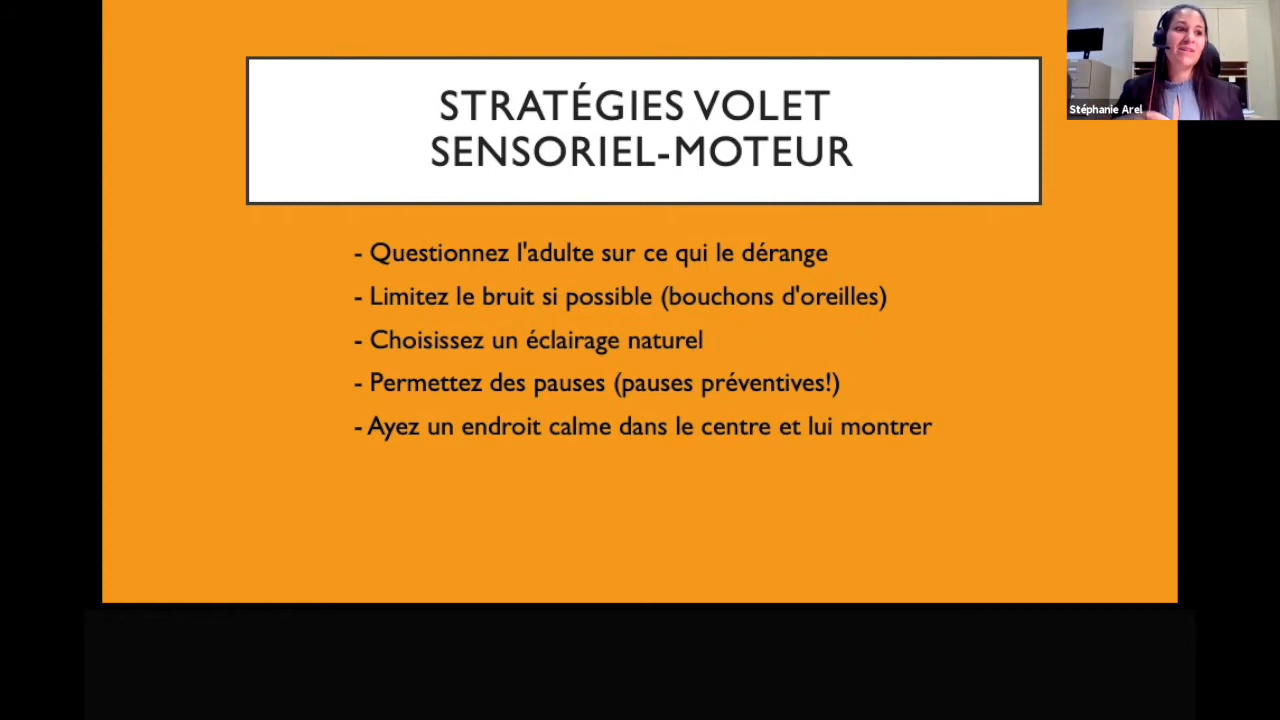 STRATÉGIES VOLET
SENSORIEL-MOTEUR
- Questionnez l'adulte sur ce qui le dérange
- Limitez le bruit si possible (bouchons d'oreilles)
- Choisissez un éclairage naturel
- Permettez des pauses (pauses préventives!)
- Ayez un endroit calme dans le centre et lui montrer
Stéphanie Arel